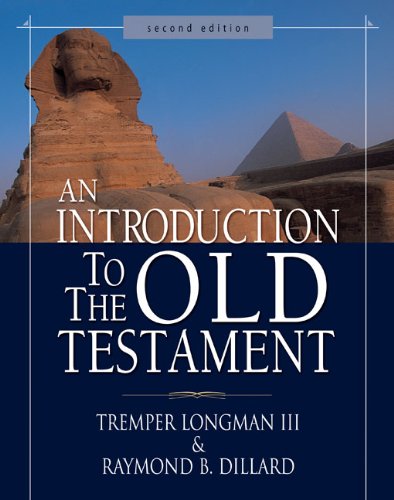 second edition
AN
INTRODUCTION
TO
THE OLD
TESTAMENT
TREMPER LONGMAN III
&
RAYMOND B. DILLARD